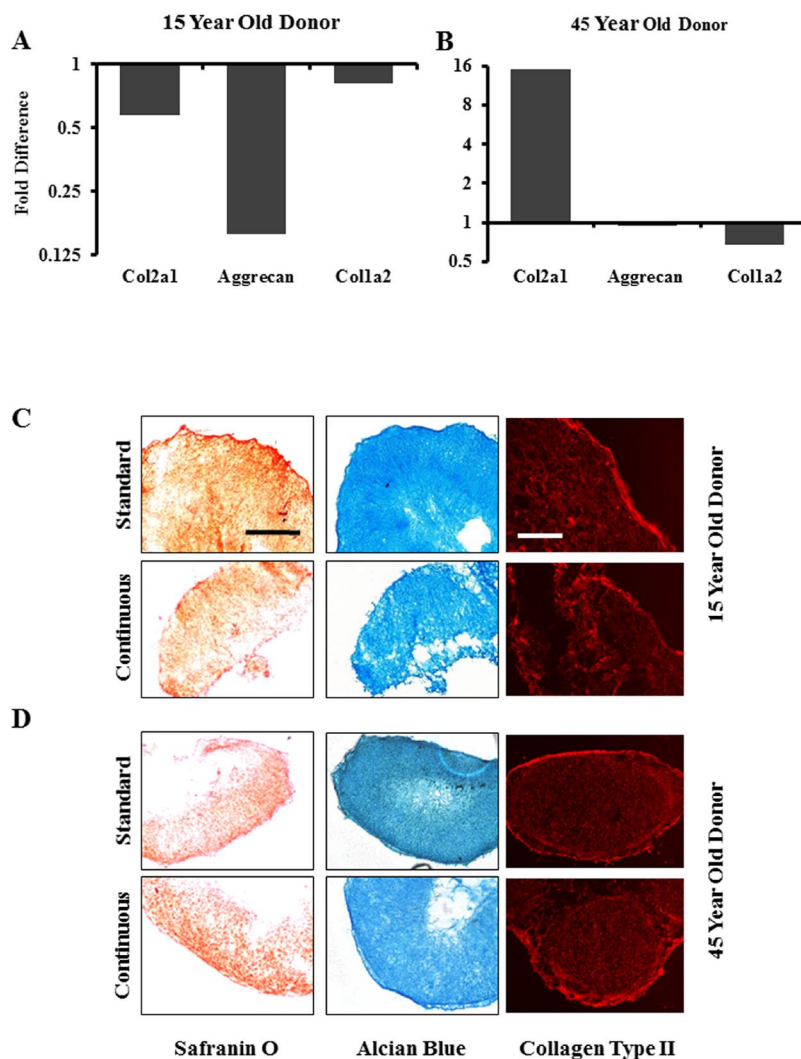 A
15 Year Old Donor
1
0.5
0.25
0.125
Fold Difference
Col2a1
Aggrecan
Col1a2
B
45 Year Old Donor
16
8
4
2
1
0.5
Col2a1
Aggrecan
Col1a2
C
Standard
Continuous
15 Year Old Donor
D
Standard
Continuous
45 Year Old Donor
Safranin O
Alcian Blue
Collagen Type II